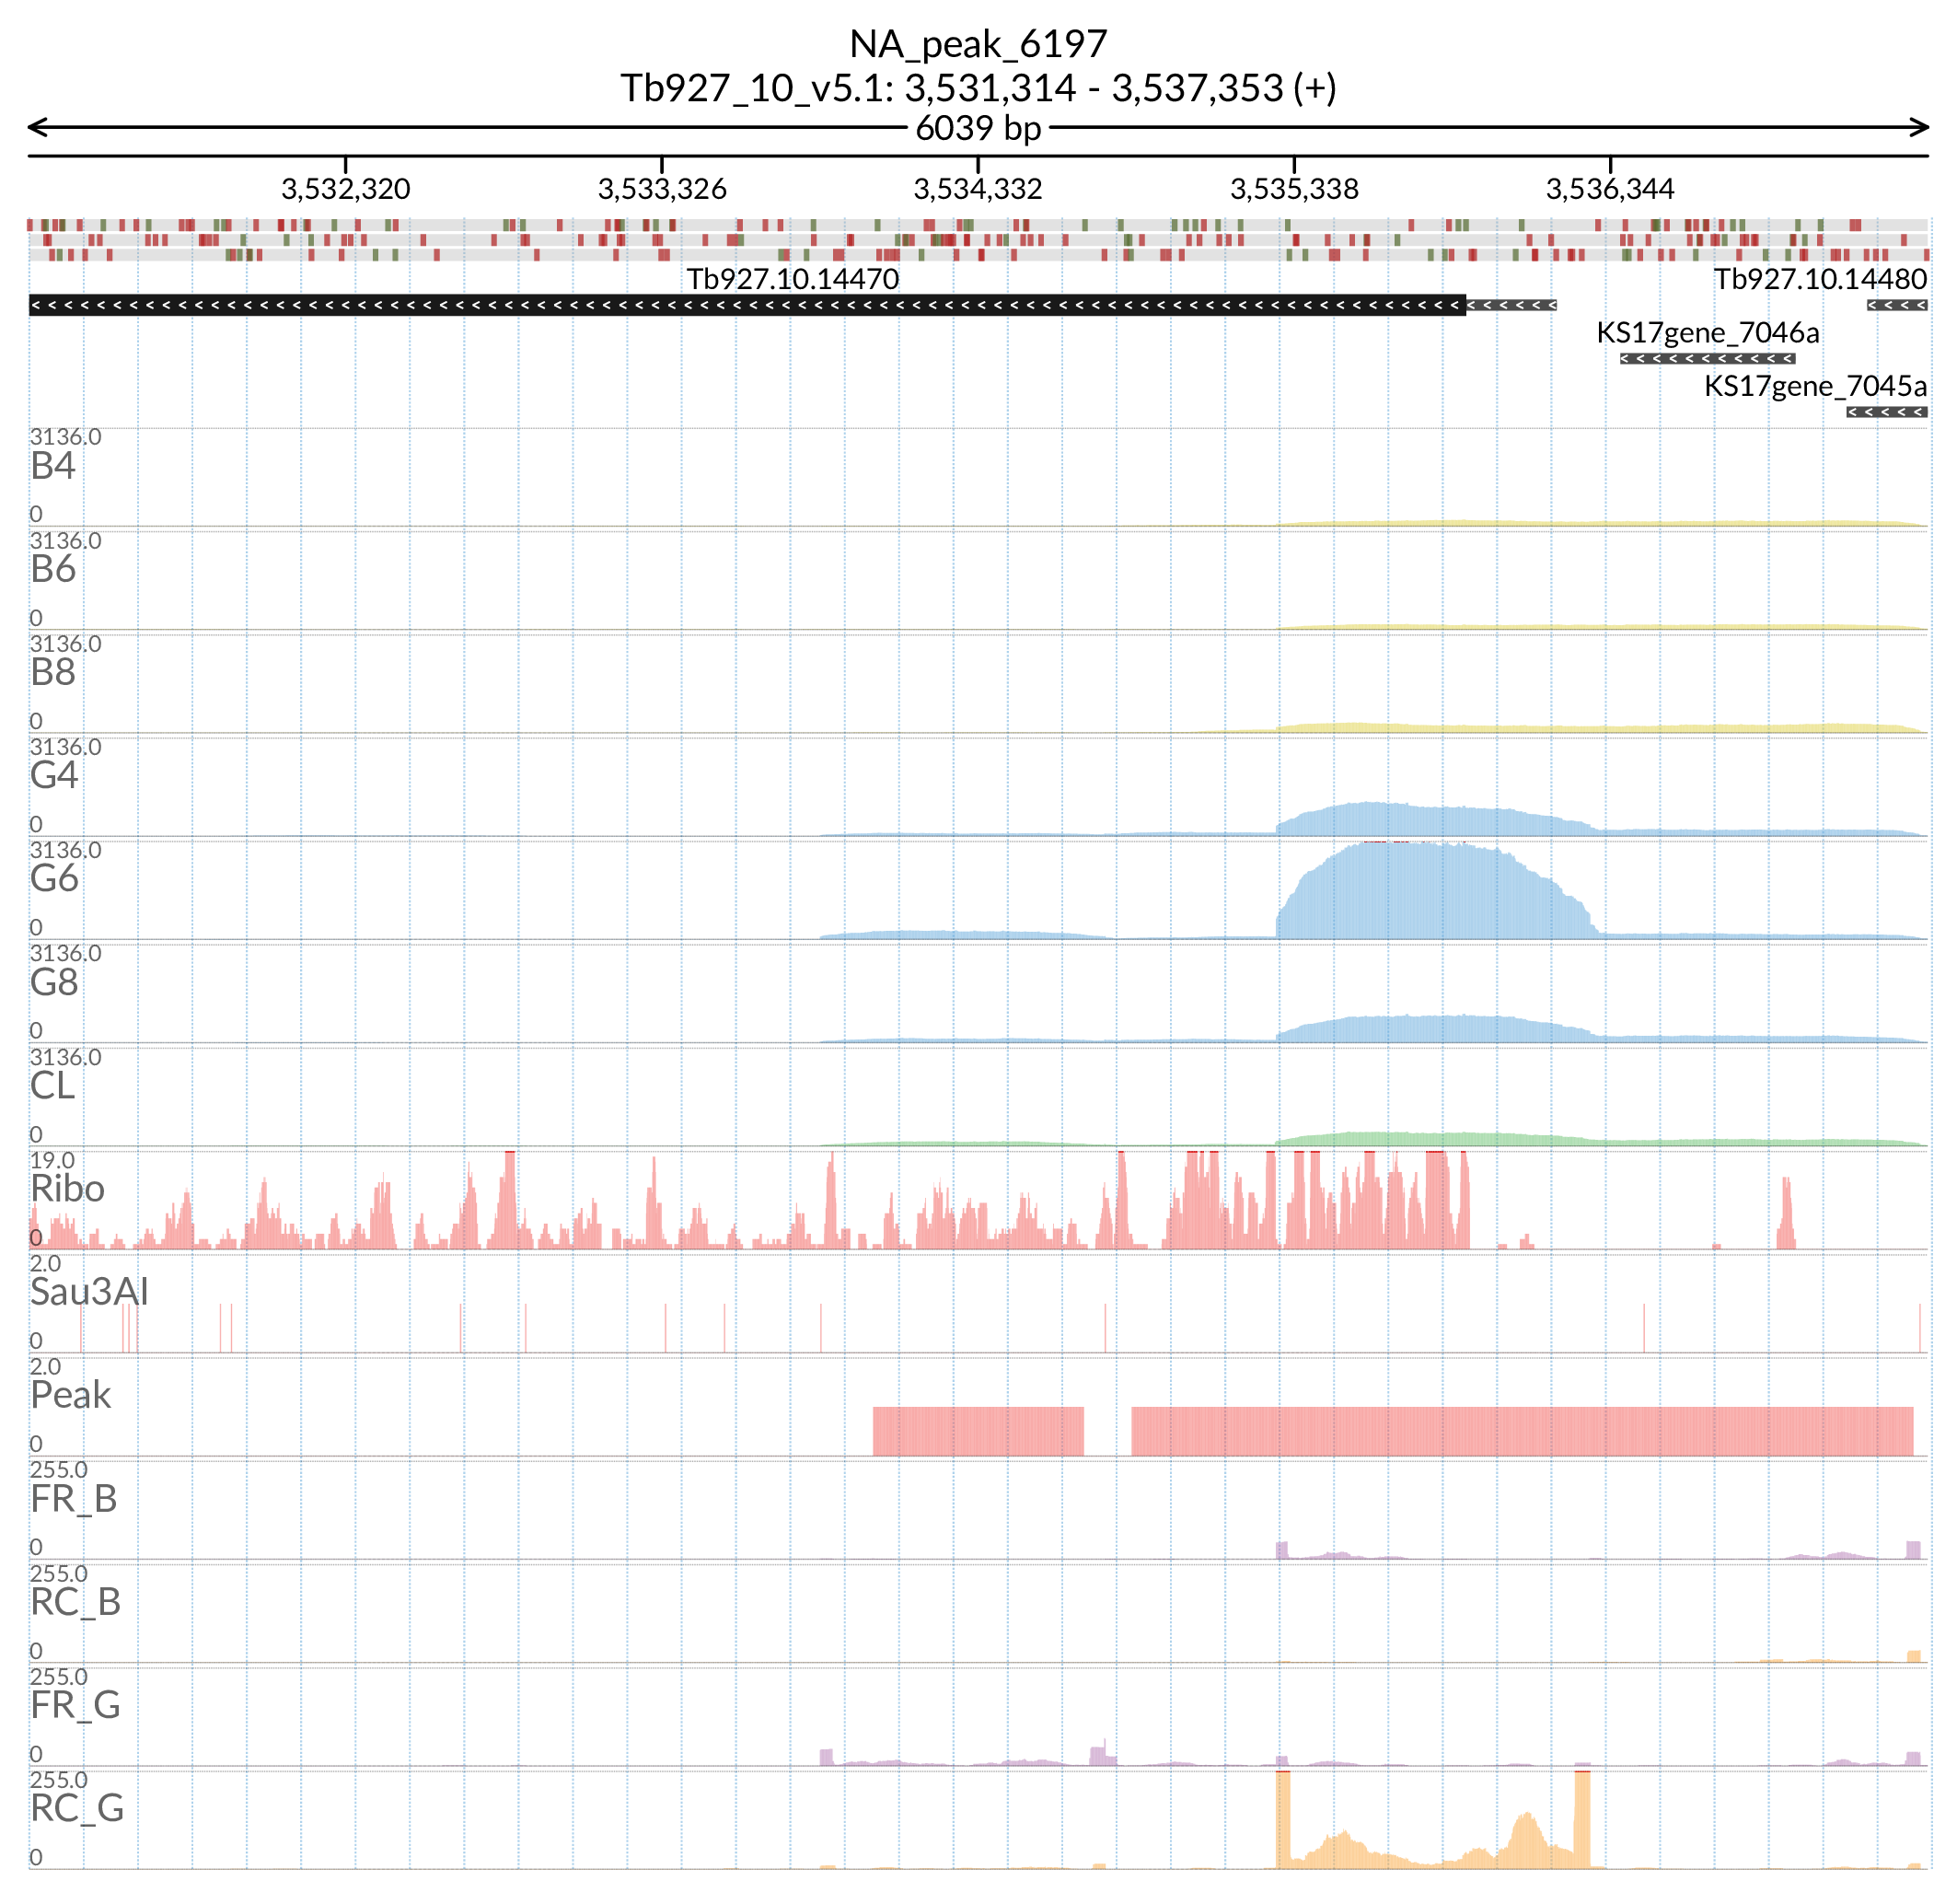 NA_peak_6197
Tb927_10_v5.1: 3,531,314 - 3,537,353 (+)
6039 bp
3,532,320 3,533,326 3,534,332 3,535,338 3,536,344
Tb927.10.14470 Tb927.10.14480
KS17gene_7046a
KS17gene_7045a
3136.0
B4
0
3136.0
B6
0
3136.0
B8
0
3136.0
G4
0
3136.0
G6
0
3136.0
G8
0
3136.0
CL
0
19.0
Ribo
0
2.0
Sau3AI
0
2.0
Peak
0
255.0
FR_B
0
255.0
RC_B
0
255.0
FR_G
0
255.0
RC_G
0